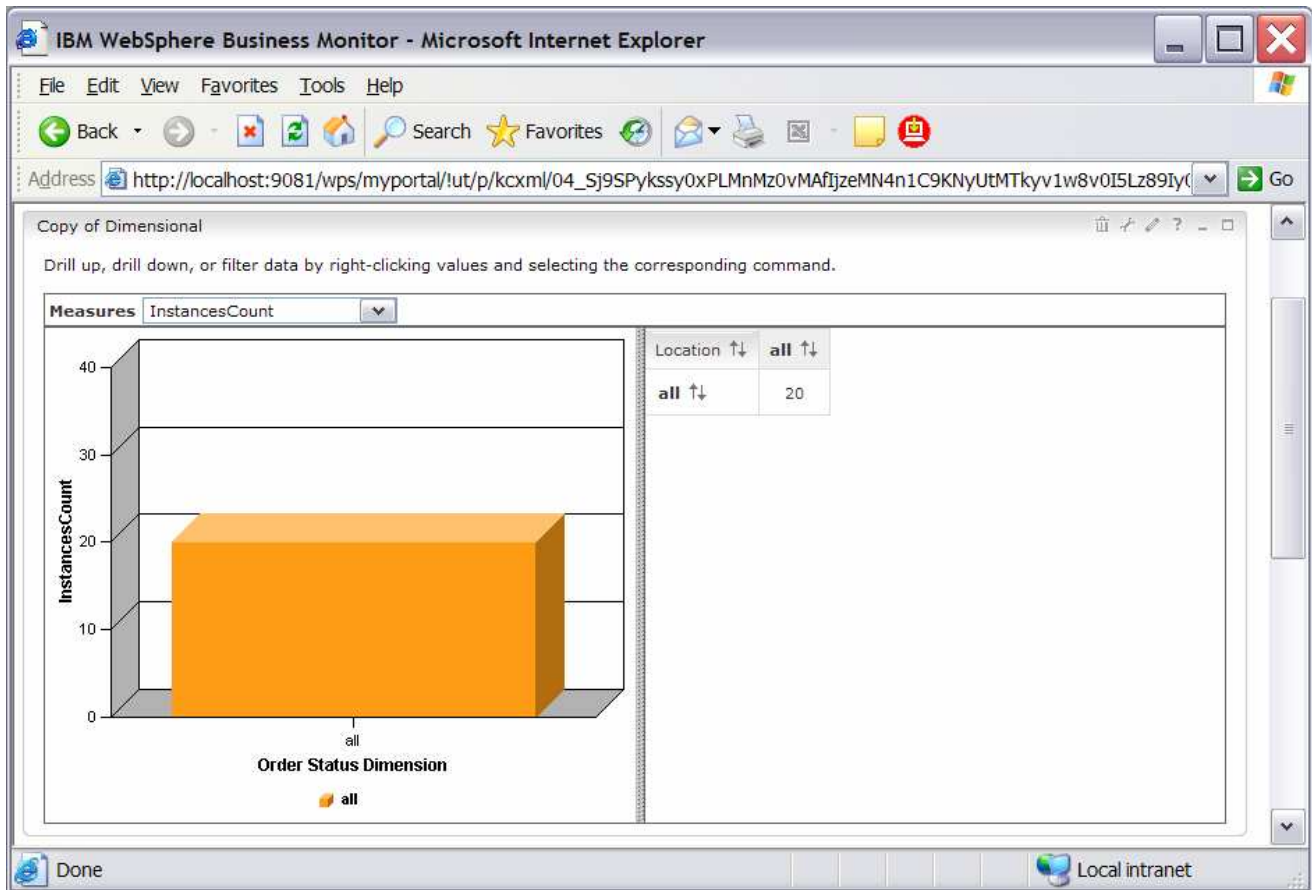 IBM WebSphere Business Monitor - Microsoft Internet Explorer
File Edit View Favorites Tools Help
Back Search Favorites
Address http://localhost:9081/wps/myportal/!ut/p/kcxml/04_Sj9SPykssy0xPLMnMz0vMAfIjzeMN4n1C9KNyUtMTkyv1w8v0I5Lz89Iy Go
Copy of Dimensional
?
Drill up, drill down, or filter data by right-clicking values and selecting the corresponding command.
Measures InstancesCount
Location all
all 20
40
30
20
10
0
InstancesCount
all
Order Status Dimension
all
Done Local intranet